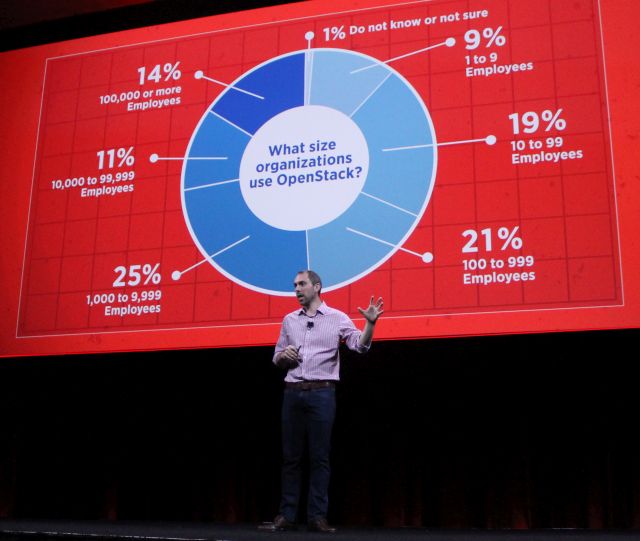 1% Do not know or not sure
9%
1 to 9
Employees
19%
10 to 99
Employees
21%
100 to 999
Employees
25%
1,000 to 9,999
Employees
11%
10,000 to 99,999
Employees
14%
100,000 or more
Employees
What size
organizations
use OpenStack?